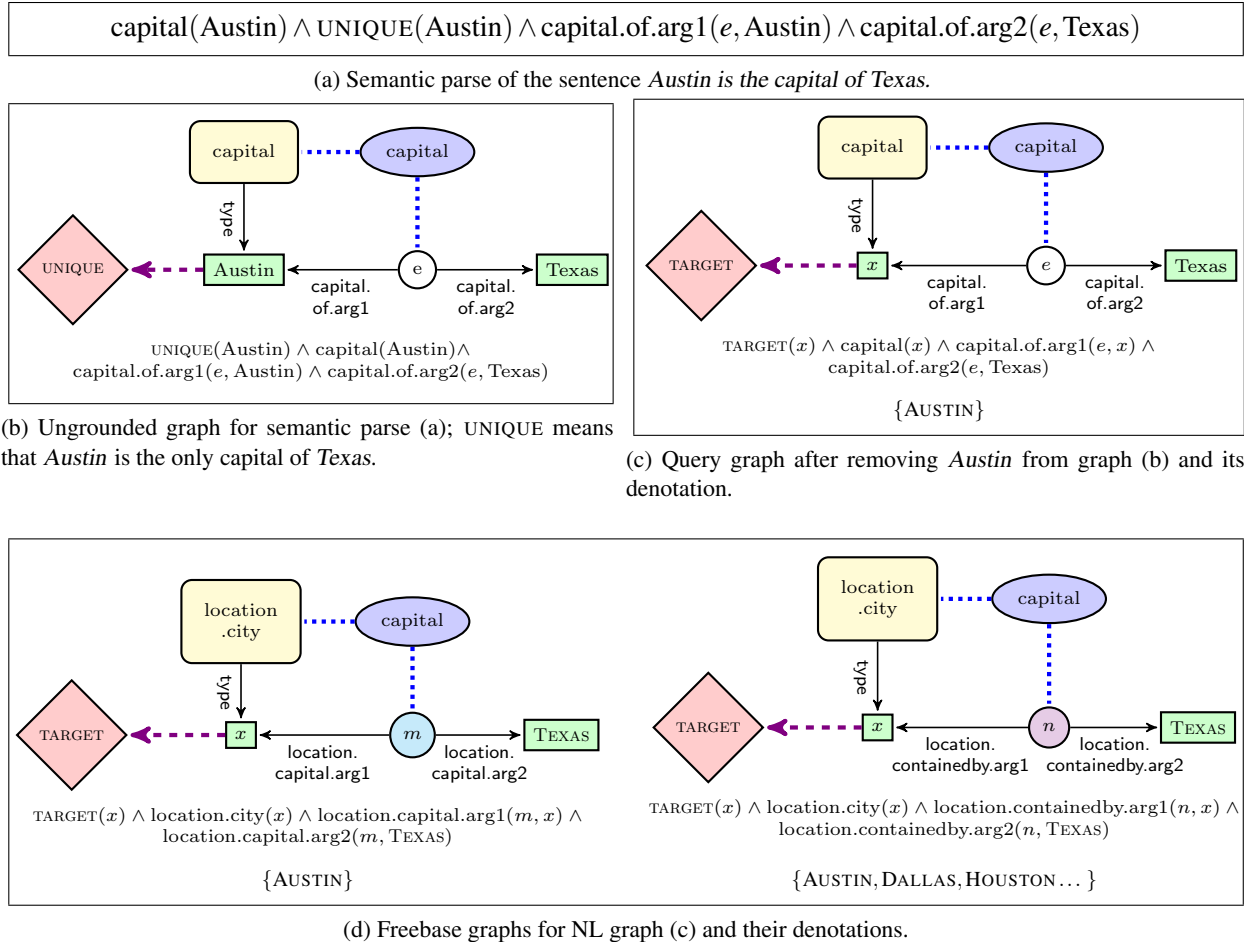 capital(Austin) ∧ UNIQUE(Austin) ∧ capital.of.arg1(e, Austin) ∧ capital.of.arg2(e, Texas)
(a) Semantic parse of the sentence Austin is the capital of Texas.
capital
capital
type
UNIQUE
Austin
e
Texas
capital.
of.arg1
capital.
of.arg2
UNIQUE(Austin) ∧ capital(Austin)∧
capital.of.arg1(e, Austin) ∧ capital.of.arg2(e, Texas)
(b) Ungrounded graph for semantic parse (a); UNIQUE means
that Austin is the only capital of Texas.
capital
capital
type
TARGET
x
e
Texas
capital.
of.arg1
capital.
of.arg2
TARGET(x) ∧ capital(x) ∧ capital.of.arg1(e, x) ∧
capital.of.arg2(e, Texas)
{AUSTIN}
(c) Query graph after removing Austin from graph (b) and its
denotation.
location
.city
capital
type
TARGET
x
m
TEXAS
location.
capital.arg1
location.
capital.arg2
TARGET(x) ∧ location.city(x) ∧ location.capital.arg1(m, x) ∧
location.capital.arg2(m, TEXAS)
{AUSTIN}
location
.city
capital
type
TARGET
x
n
TEXAS
location.
containedby.arg1
location.
containedby.arg2
TARGET(x) ∧ location.city(x) ∧ location.containedby.arg1(n, x) ∧
location.containedby.arg2(n, TEXAS)
{AUSTIN, DALLAS, HOUSTON ... }
(d) Freebase graphs for NL graph (c) and their denotations.